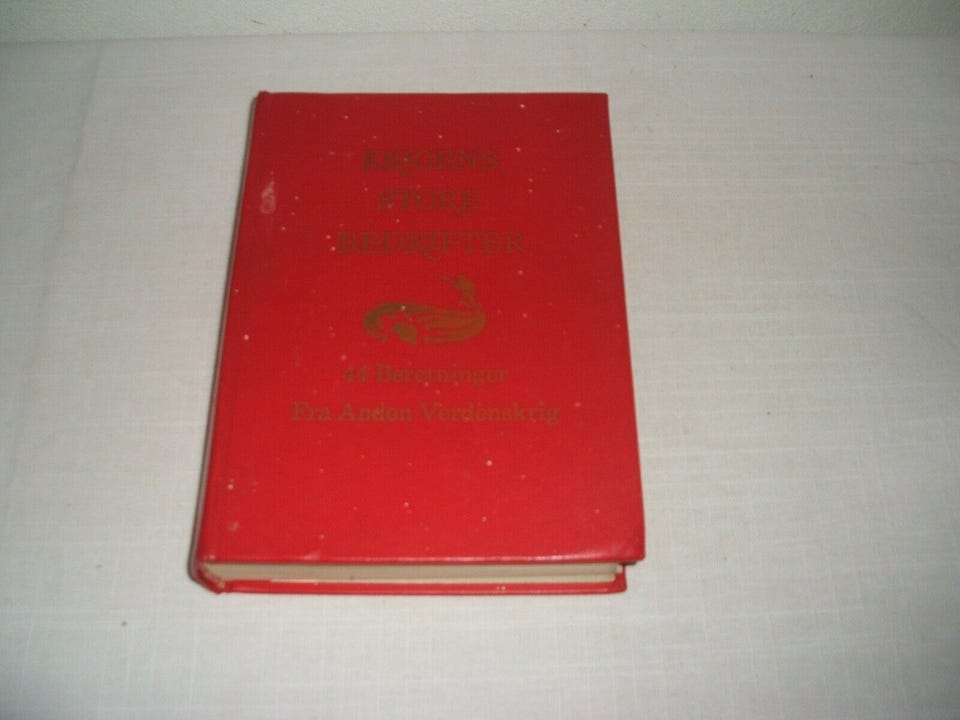 KRIGENS
STORE
BEDRIFTER
44 Beretninger
Fra Anden Verdenskrig